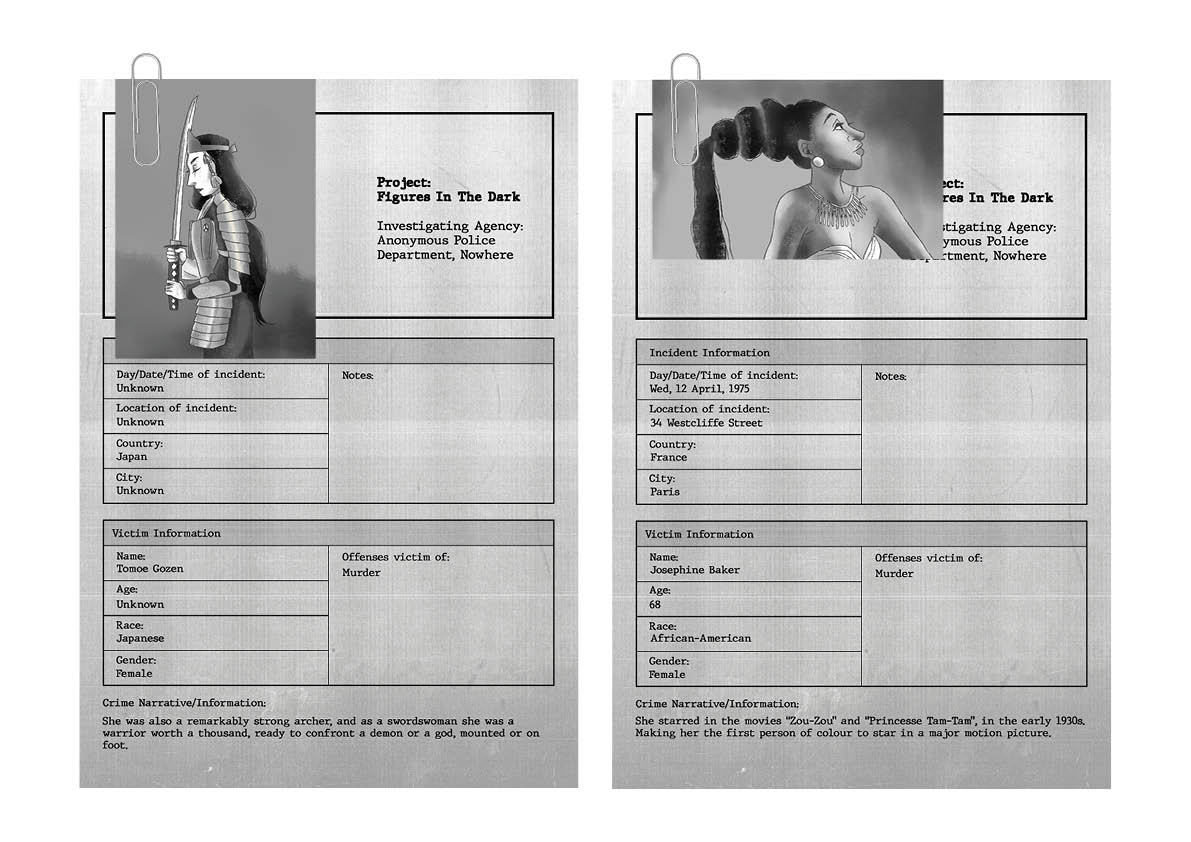 Project:
Figures In The Dark
Investigating Agency:
Anonymous Police
Department, Nowhere
Day/Date/Time of incident:
Unknown
Notes:
Location of incident:
Unknown
Country:
Japan
City:
Unknown
Victim Information
Name:
Tomoe Gozen
Offenses victim of:
Murder
Age:
Unknown
Race:
Japanese
Gender:
Female
Crime Narrative/Information:
She was also a remarkably strong archer, and as a swordswoman she was a
warrior worth a thousand, ready to confront a demon or a god, mounted or on
foot.
ect:
res In The Dark
stigating Agency:
ymous Police
rtment, Nowhere
Incident Information
Day/Date/Time of incident:
Wed, 12 April, 1975
Notes:
Location of incident:
34 Westcliffe Street
Country:
France
City:
Paris
Victim Information
Name:
Josephine Baker
Offenses victim of:
Murder
Age:
68
Race:
African-American
Gender:
Female
Crime Narrative/Information:
She starred in the movies "Zou-Zou" and "Princesse Tam-Tam", in the early 1930s.
Making her the first person of colour to star in a major motion picture.